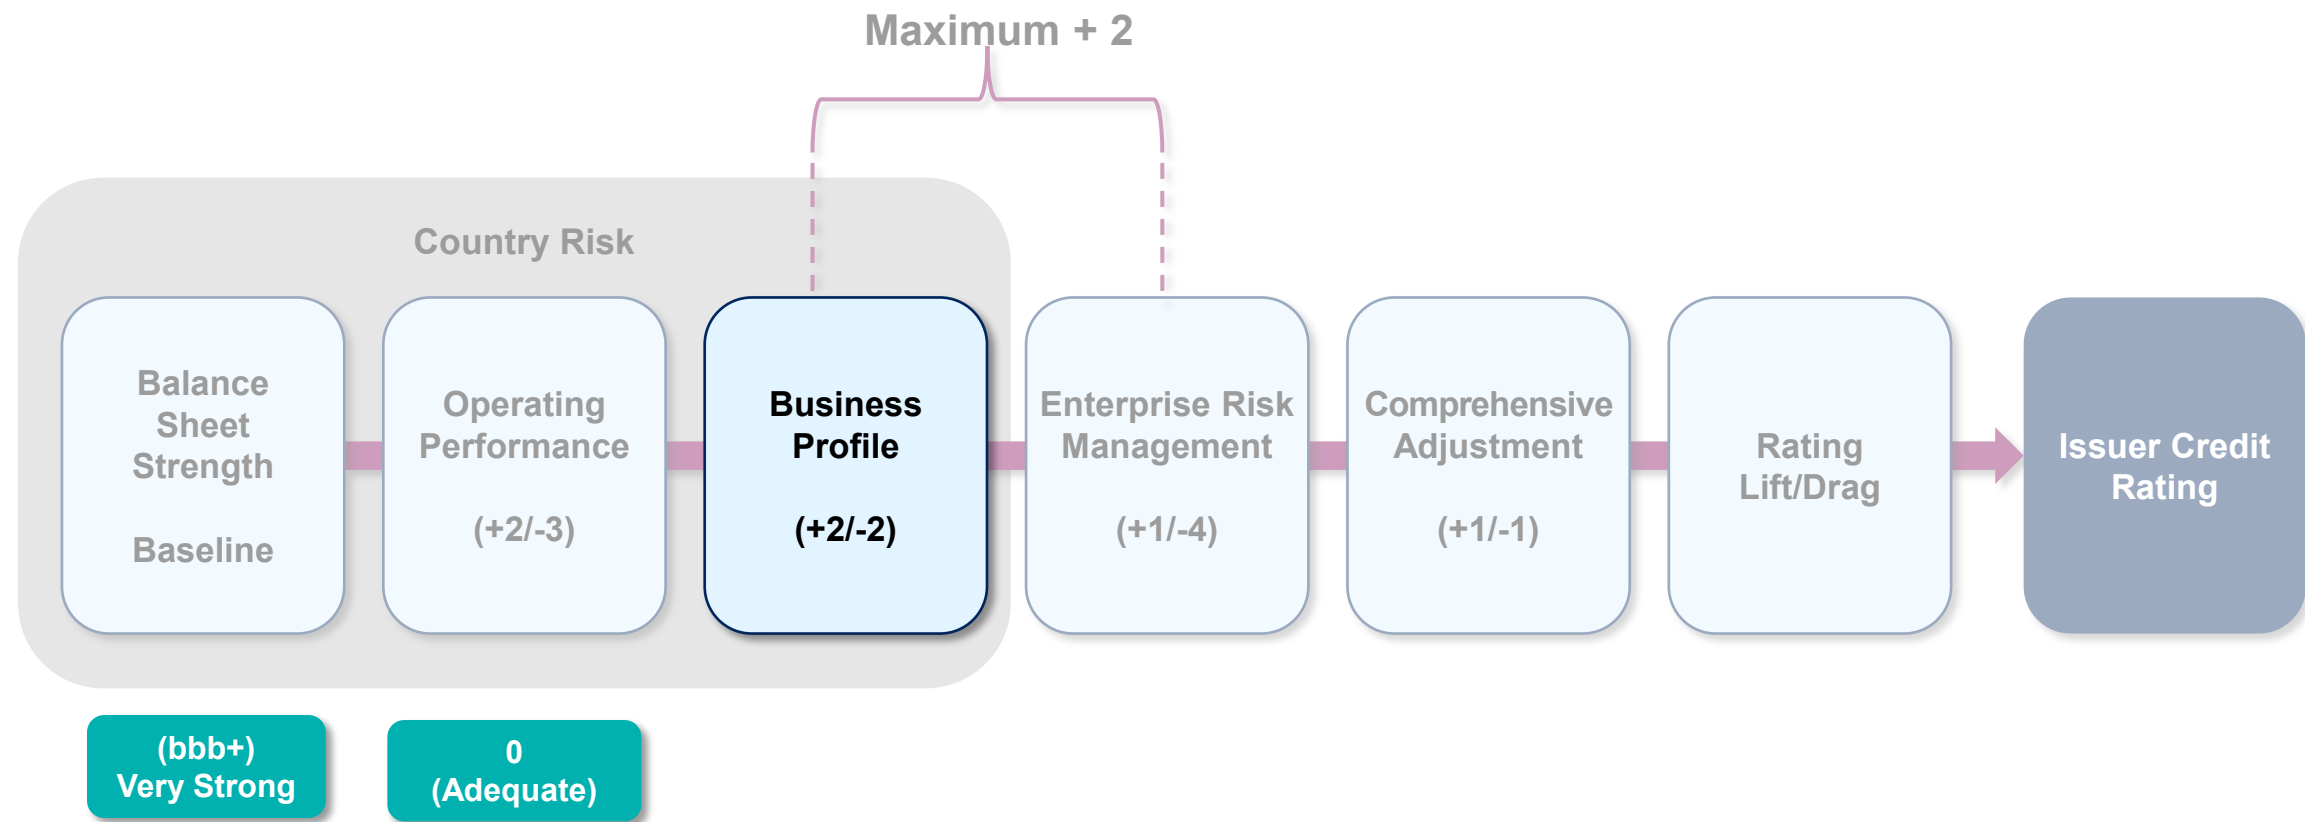 Maximum + 2
Country Risk
Balance
Sheet
Strength
Baseline
Operating
Performance
(+2/-3)
Business
Profile
(+2/-2)
Enterprise Risk
Management
(+1/-4)
Comprehensive
Adjustment
(+1/-1)
Rating
Lift/Drag
Issuer Credit
Rating
(bbb+)
Very Strong
0
(Adequate)